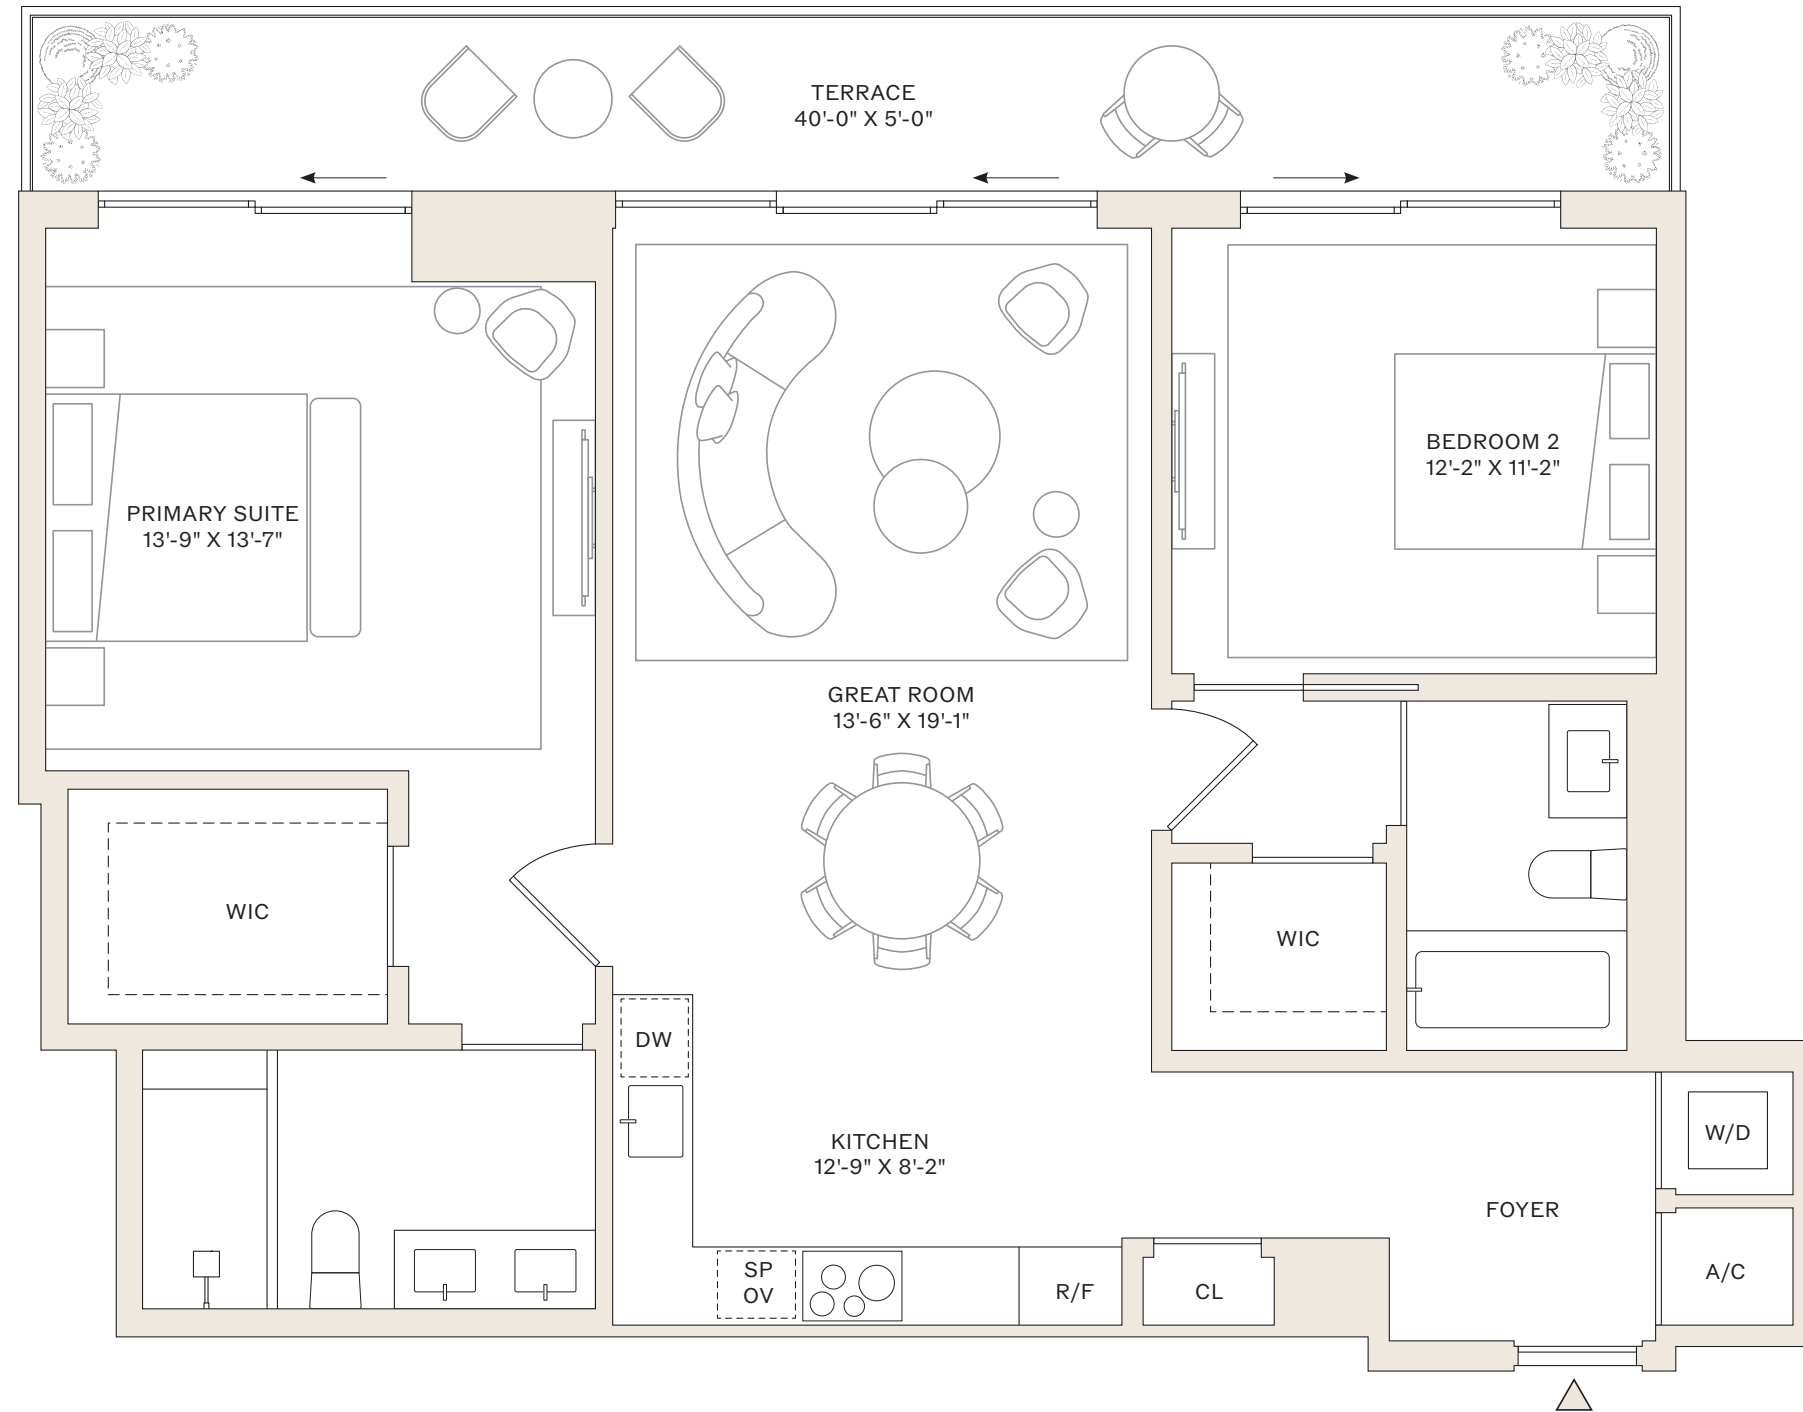 TERRACE
40'-0" X 5'-0"
BEDROOM 2
12'-2" X 11'-2"
PRIMARY SUITE
13'-9" X 13'-7"
GREAT ROOM
13'-6" X 19'-1"
WIC
WIC
DW
KITCHEN
12'-9" X 8'-2"
W/D
FOYER
SP
OV
R/F
CL
A/C